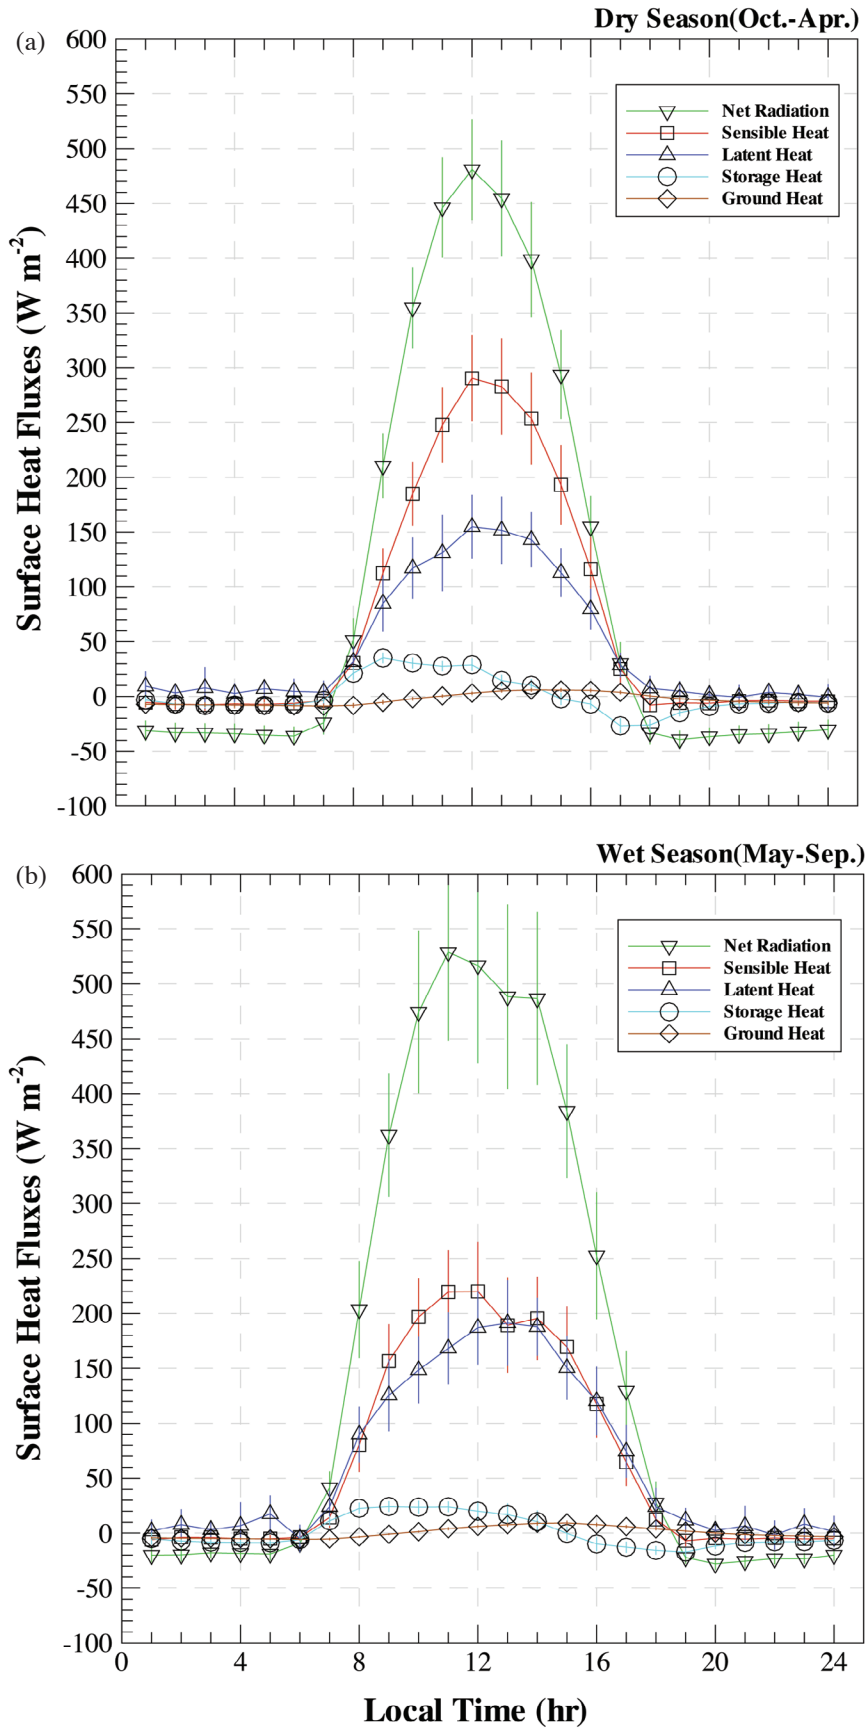 (a)
Dry Season(Oct.-Apr.)
600
550
500
450
400
350
300
250
200
150
100
50
0
-50
-100
Surface Heat Fluxes (W m-2)
Net Radiation
Sensible Heat
Latent Heat
Storage Heat
Ground Heat
(b)
Wet Season(May-Sep.)
600
550
500
450
400
350
300
250
200
150
100
50
0
-50
-100
Surface Heat Fluxes (W m-2)
Net Radiation
Sensible Heat
Latent Heat
Storage Heat
Ground Heat
0 4 8 12 16 20 24
Local Time (hr)